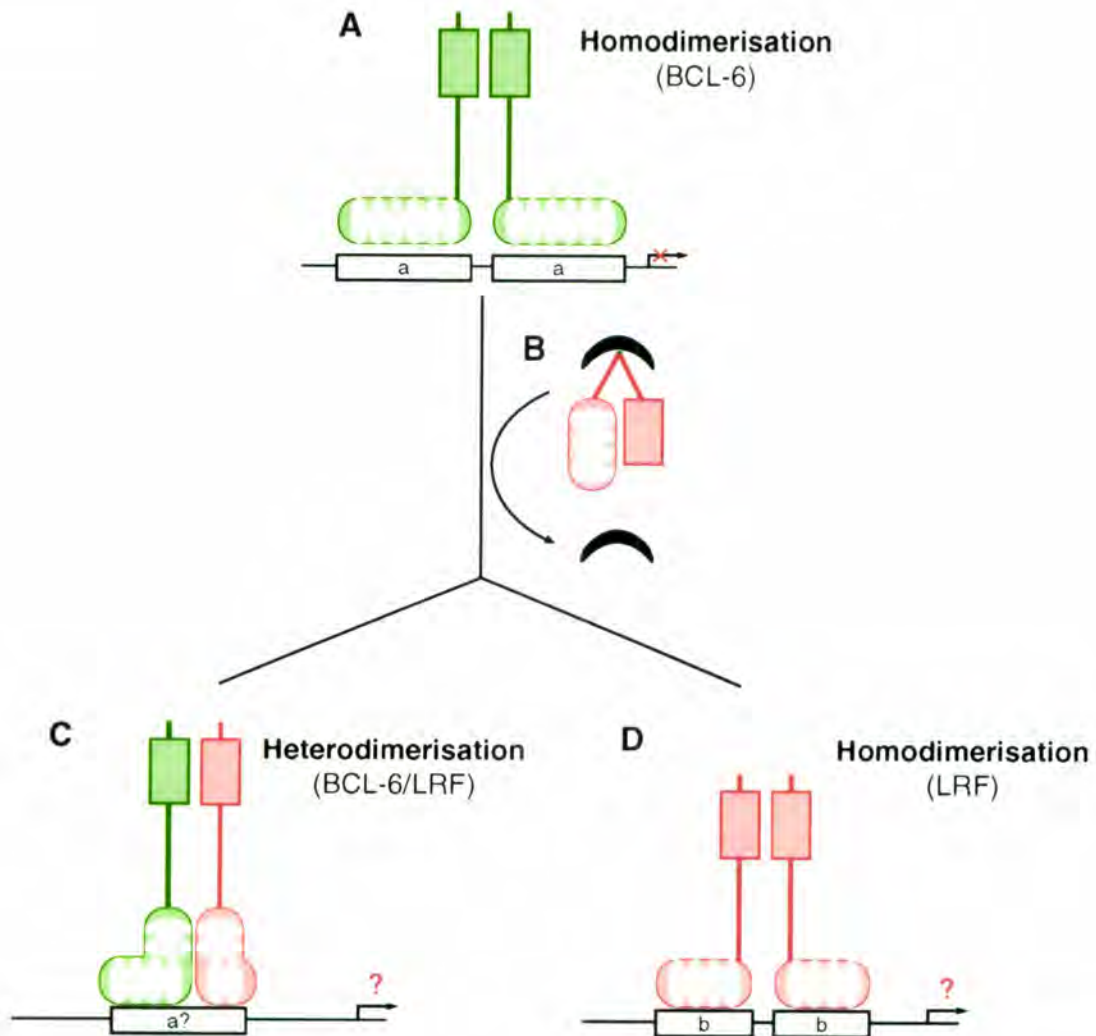 A
Homodimerisation
(BCL-6)
a
a
B
C
Heterodimerisation
(BCL-6/LRF)
D
Homodimerisation
(LRF)
?
?
a?
b
b